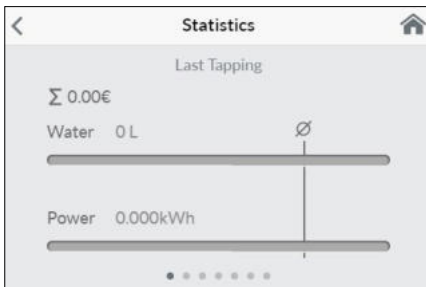 Statistics
Last Tapping
Σ 0.00€
Water 0 L Ø
Power 0.000kWh